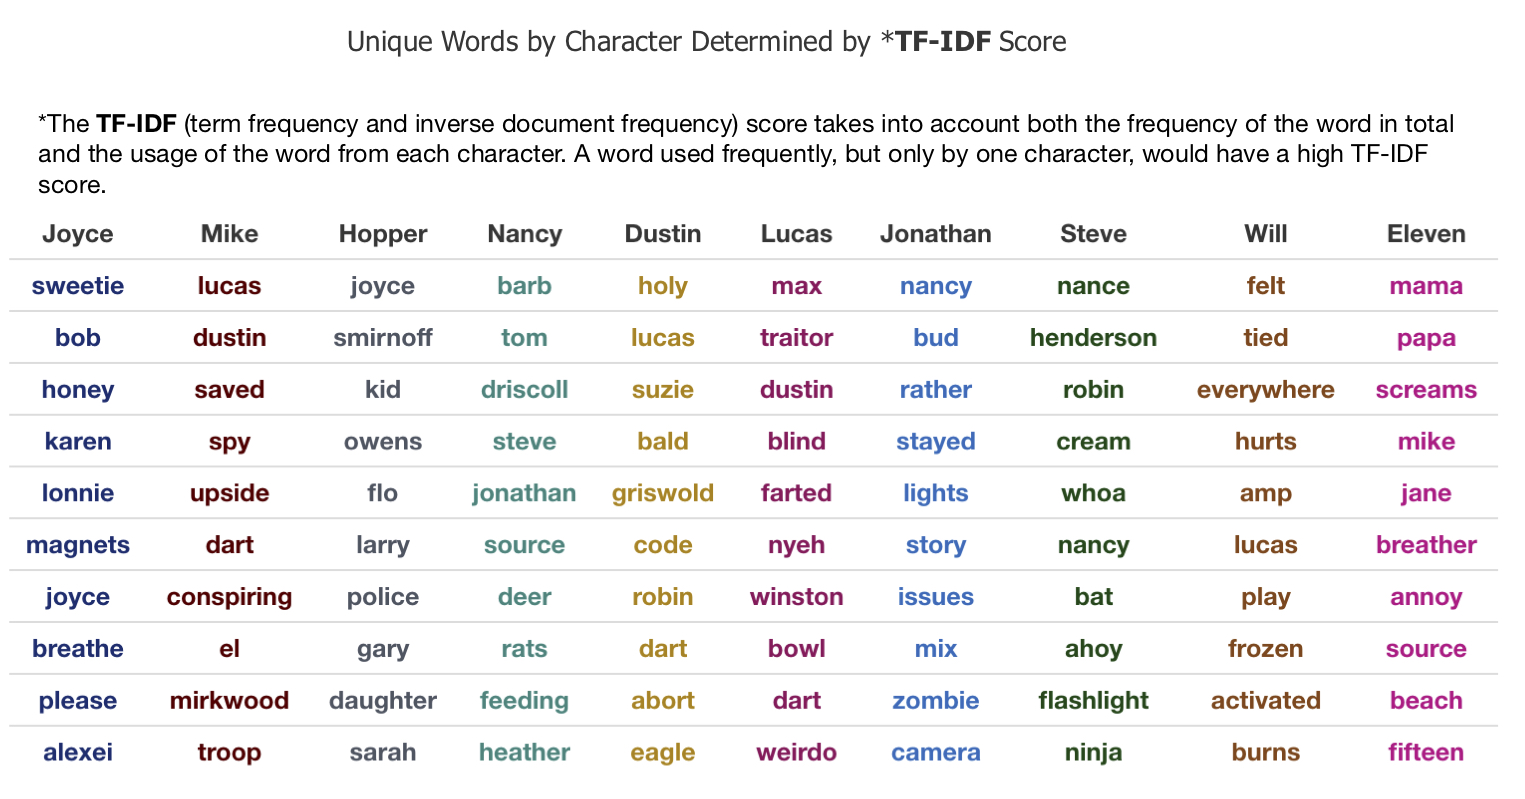 Unique Words by Character Determined by *TF-IDF Score
*The TF-IDF (term frequency and inverse document frequency) score takes into account both the frequency of the word in total
and the usage of the word from each character. A word used frequently, but only by one character, would have a high TF-IDF
score.
Joyce Mike Hopper Nancy Dustin Lucas Jonathan Steve Will Eleven
sweetie lucas joyce barb holy max nancy nance felt mama
bob dustin smirnoff tom lucas traitor bud henderson tied papa
honey saved kid driscoll suzie dustin rather robin everywhere screams
karen spy owens steve bald blind stayed cream hurts mike
lonnie upside flo jonathan griswold farted lights whoa amp jane
magnets dart larry source code nyeh story nancy lucas breather
joyce conspiring police deer robin winston issues bat play annoy
breathe el gary rats dart bowl mix ahoy frozen source
please mirkwood daughter feeding abort dart zombie flashlight activated beach
alexei troop sarah heather eagle weirdo camera ninja burns fifteen